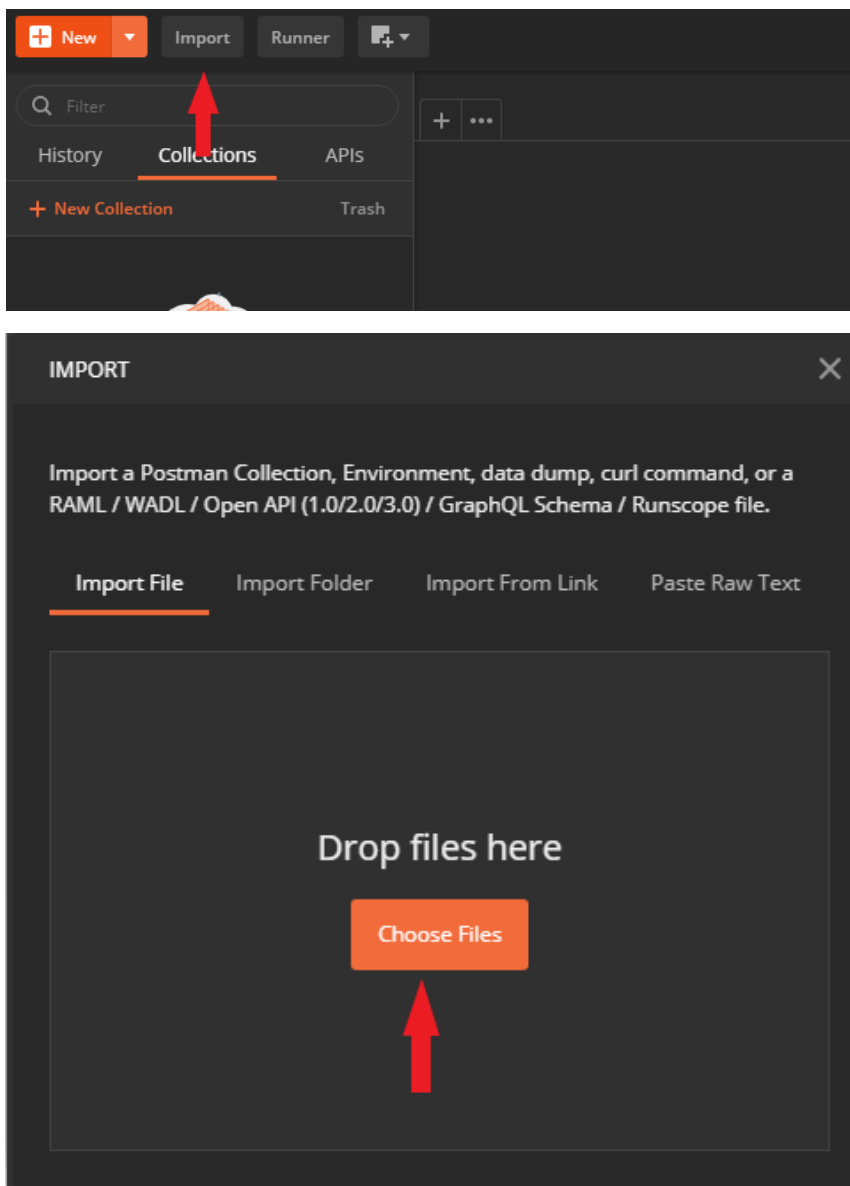 New Import Runner
Filter
History Collections APIs
+ New Collection Trash
IMPORT
Import a Postman Collection, Environment, data dump, curl command, or a
RAML / WADL / Open API (1.0/2.0/3.0) / GraphQL Schema / Runscope file.
Import File Import Folder Import From Link Paste Raw Text
Drop files here
Choose Files